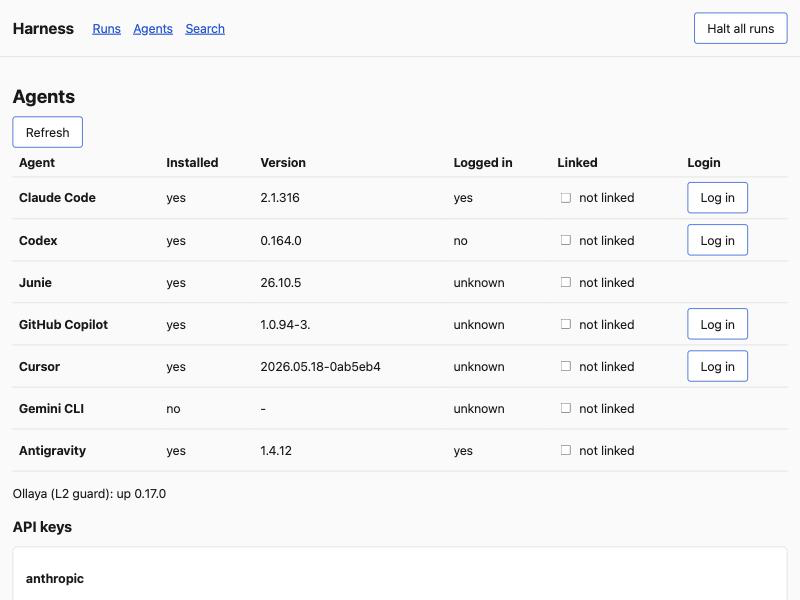 Harness Runs Agents Search Halt all runs
Agents
Refresh
Agent Installed Version Logged in Linked Login
Claude Code yes 2.1.316 yes not linked Log in
Codex yes 0.164.0 no not linked Log in
Junie yes 26.10.5 unknown not linked
GitHub Copilot yes 1.0.94-3. unknown not linked Log in
Cursor yes 2026.05.18-0ab5eb4 unknown not linked Log in
Gemini CLI no - unknown not linked
Antigravity yes 1.4.12 yes not linked
Ollaya (L2 guard): up 0.17.0
API keys
anthropic